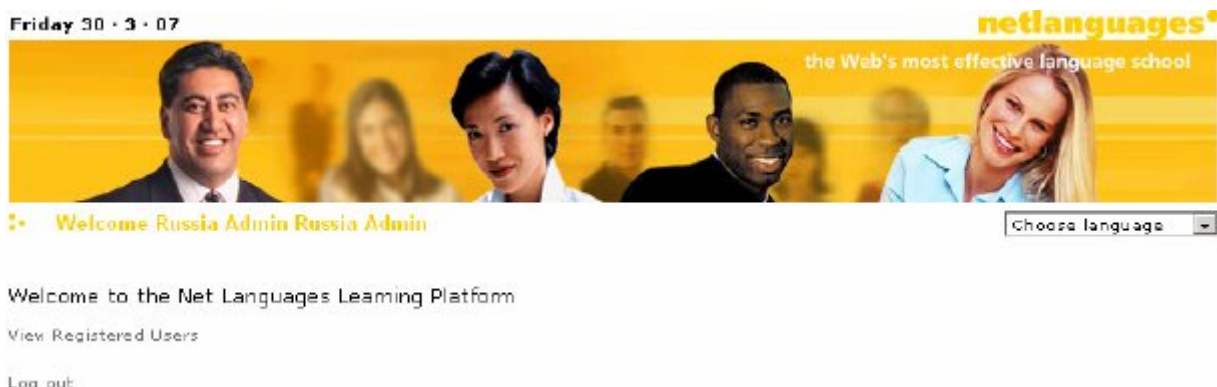 Friday 30 · 3 · 07
netlanguages
the Web's most effective language school
Welcome Russia Admin Russia Admin
Choose language
Welcome to the Net Languages Learning Platform
View Registered Users
Log out